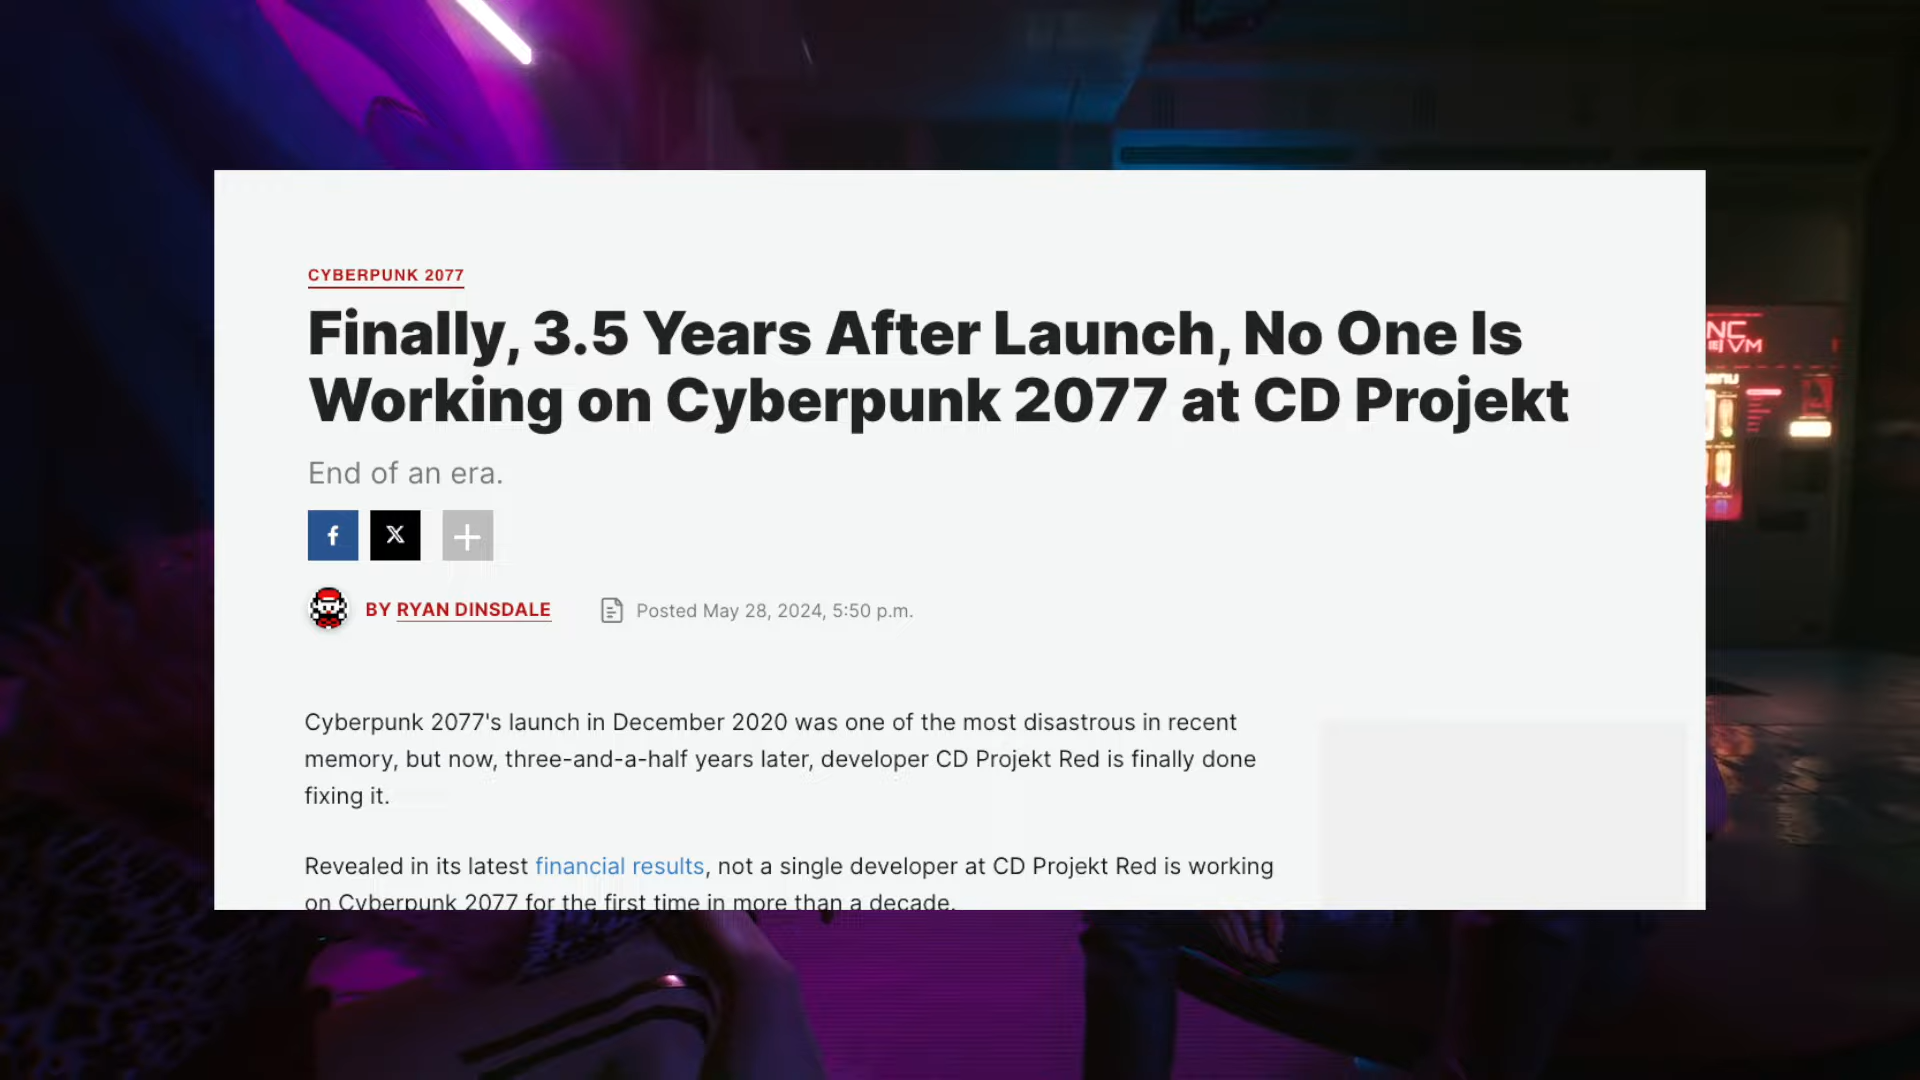 CYBERPUNK 2077
Finally, 3.5 Years After Launch, No One Is
Working on Cyberpunk 2077 at CD Projekt
End of an era.
f X +
BY RYAN DINSDALE Posted May 28, 2024, 5:50 p.m.
NC
VM
Cyberpunk 2077's launch in December 2020 was one of the most disastrous in recent
memory, but now, three-and-a-half years later, developer CD Projekt Red is finally done
fixing it.
Revealed in its latest financial results, not a single developer at CD Projekt Red is working
on Cyberpunk 2077 for the first time in more than a decade.